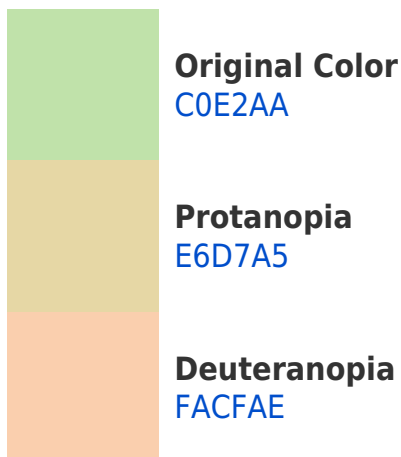 Original Color
C0E2AA
Protanopia
E6D7A5
Deuteranopia
FACFAE